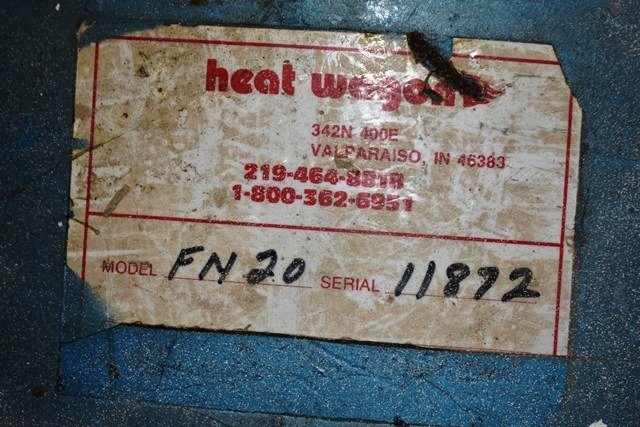 heat wagon
342N 400E
VALPARAISO, IN 46383
219-464-8818
1-800-362-6951
MODEL FN20 SERIAL 11872